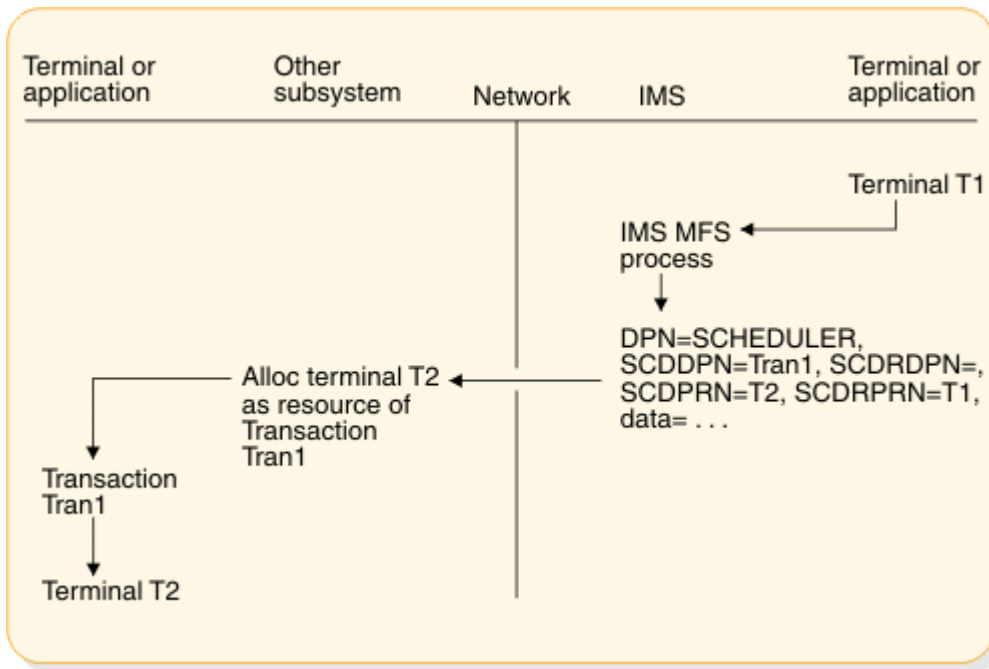 Terminal or
application
Other
subsystem
Network
IMS
Terminal or
application
Terminal T1
IMS MFS
process
DPN=SCHEDULER,
SCDDPN=Tran1, SCDRDPN=,
SCDPRN=T2, SCDRPRN=T1,
data= . . .
Alloc terminal T2
as resource of
Transaction
Tran1
Transaction
Tran1
Terminal T2